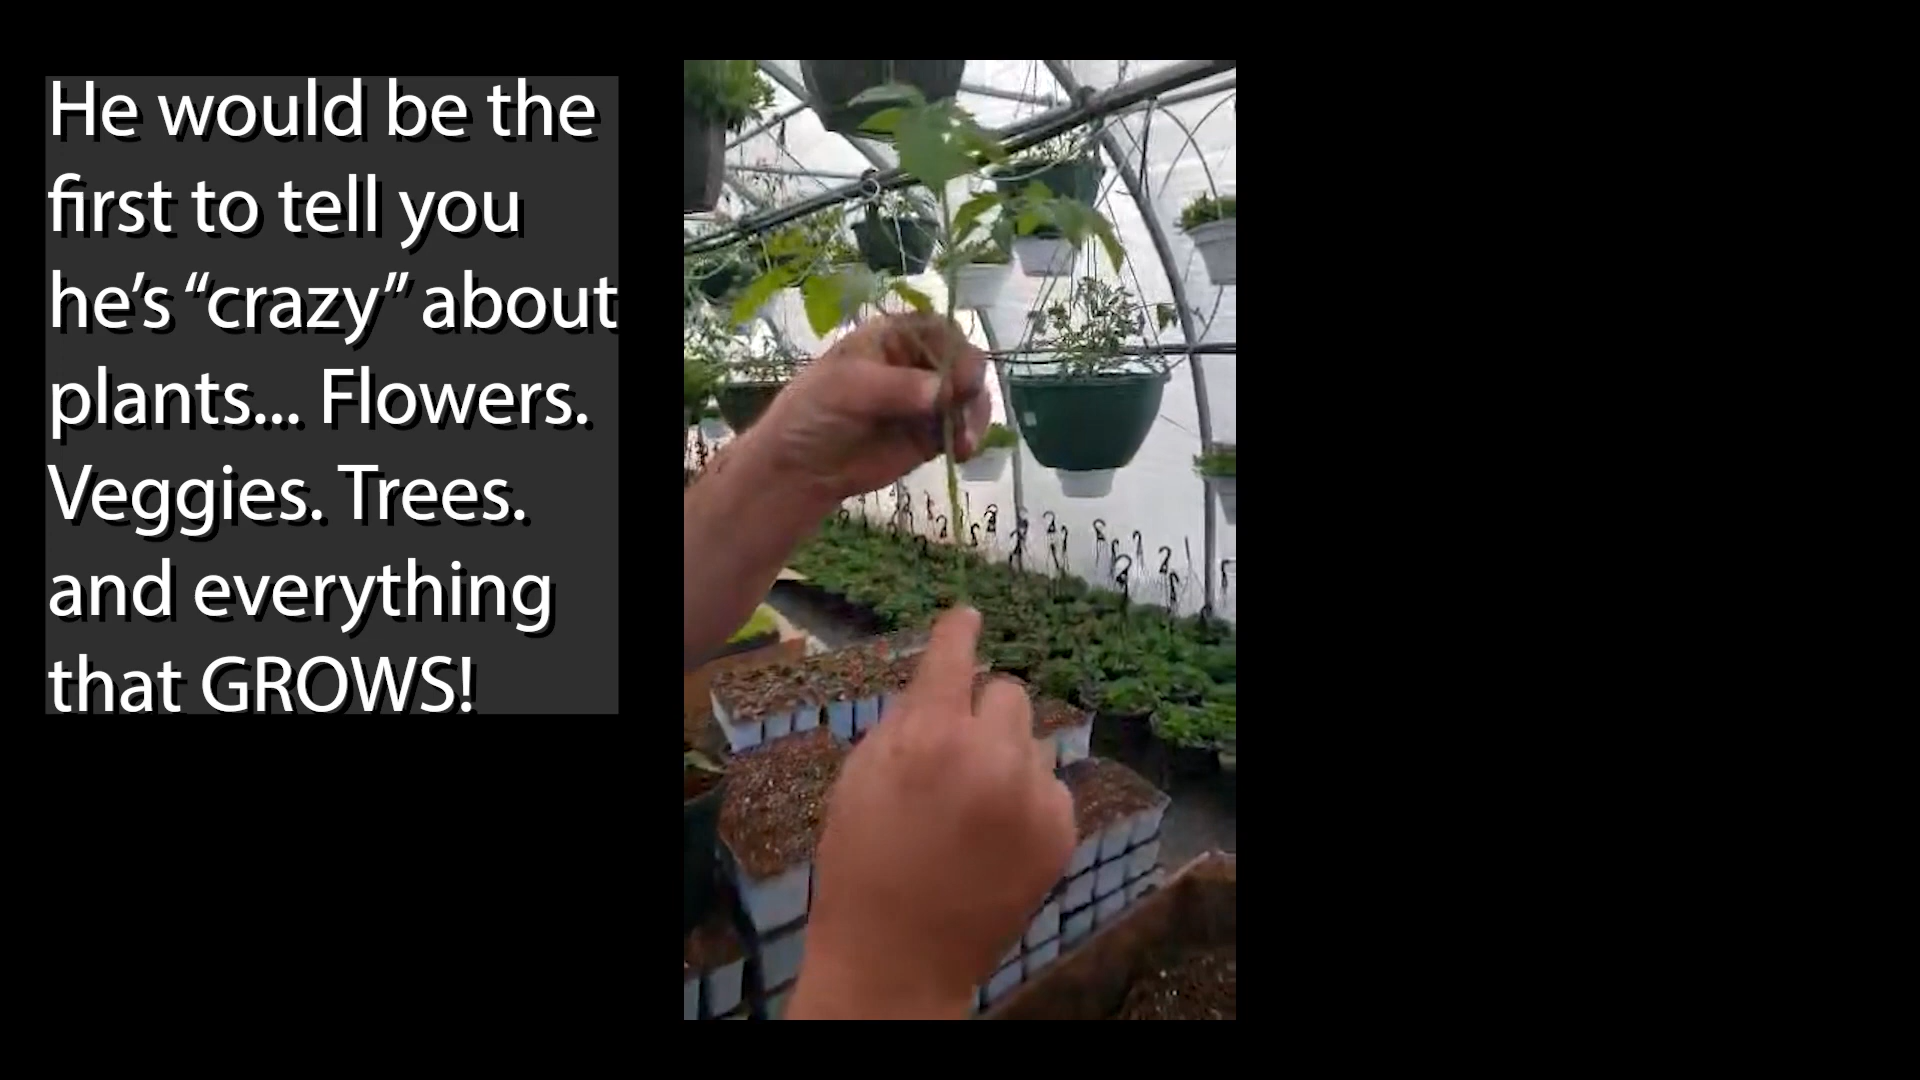 He would be the
first to tell you
he’s “crazy” about
plants... Flowers.
Veggies. Trees.
and everything
that GROWS!